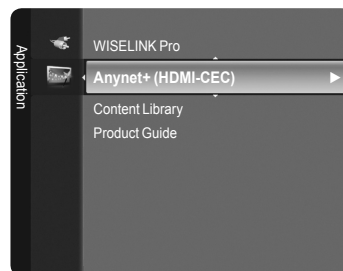 Application
WISELINK Pro
Anynet+ (HDMI-CEC)
Content Library
Product Guide